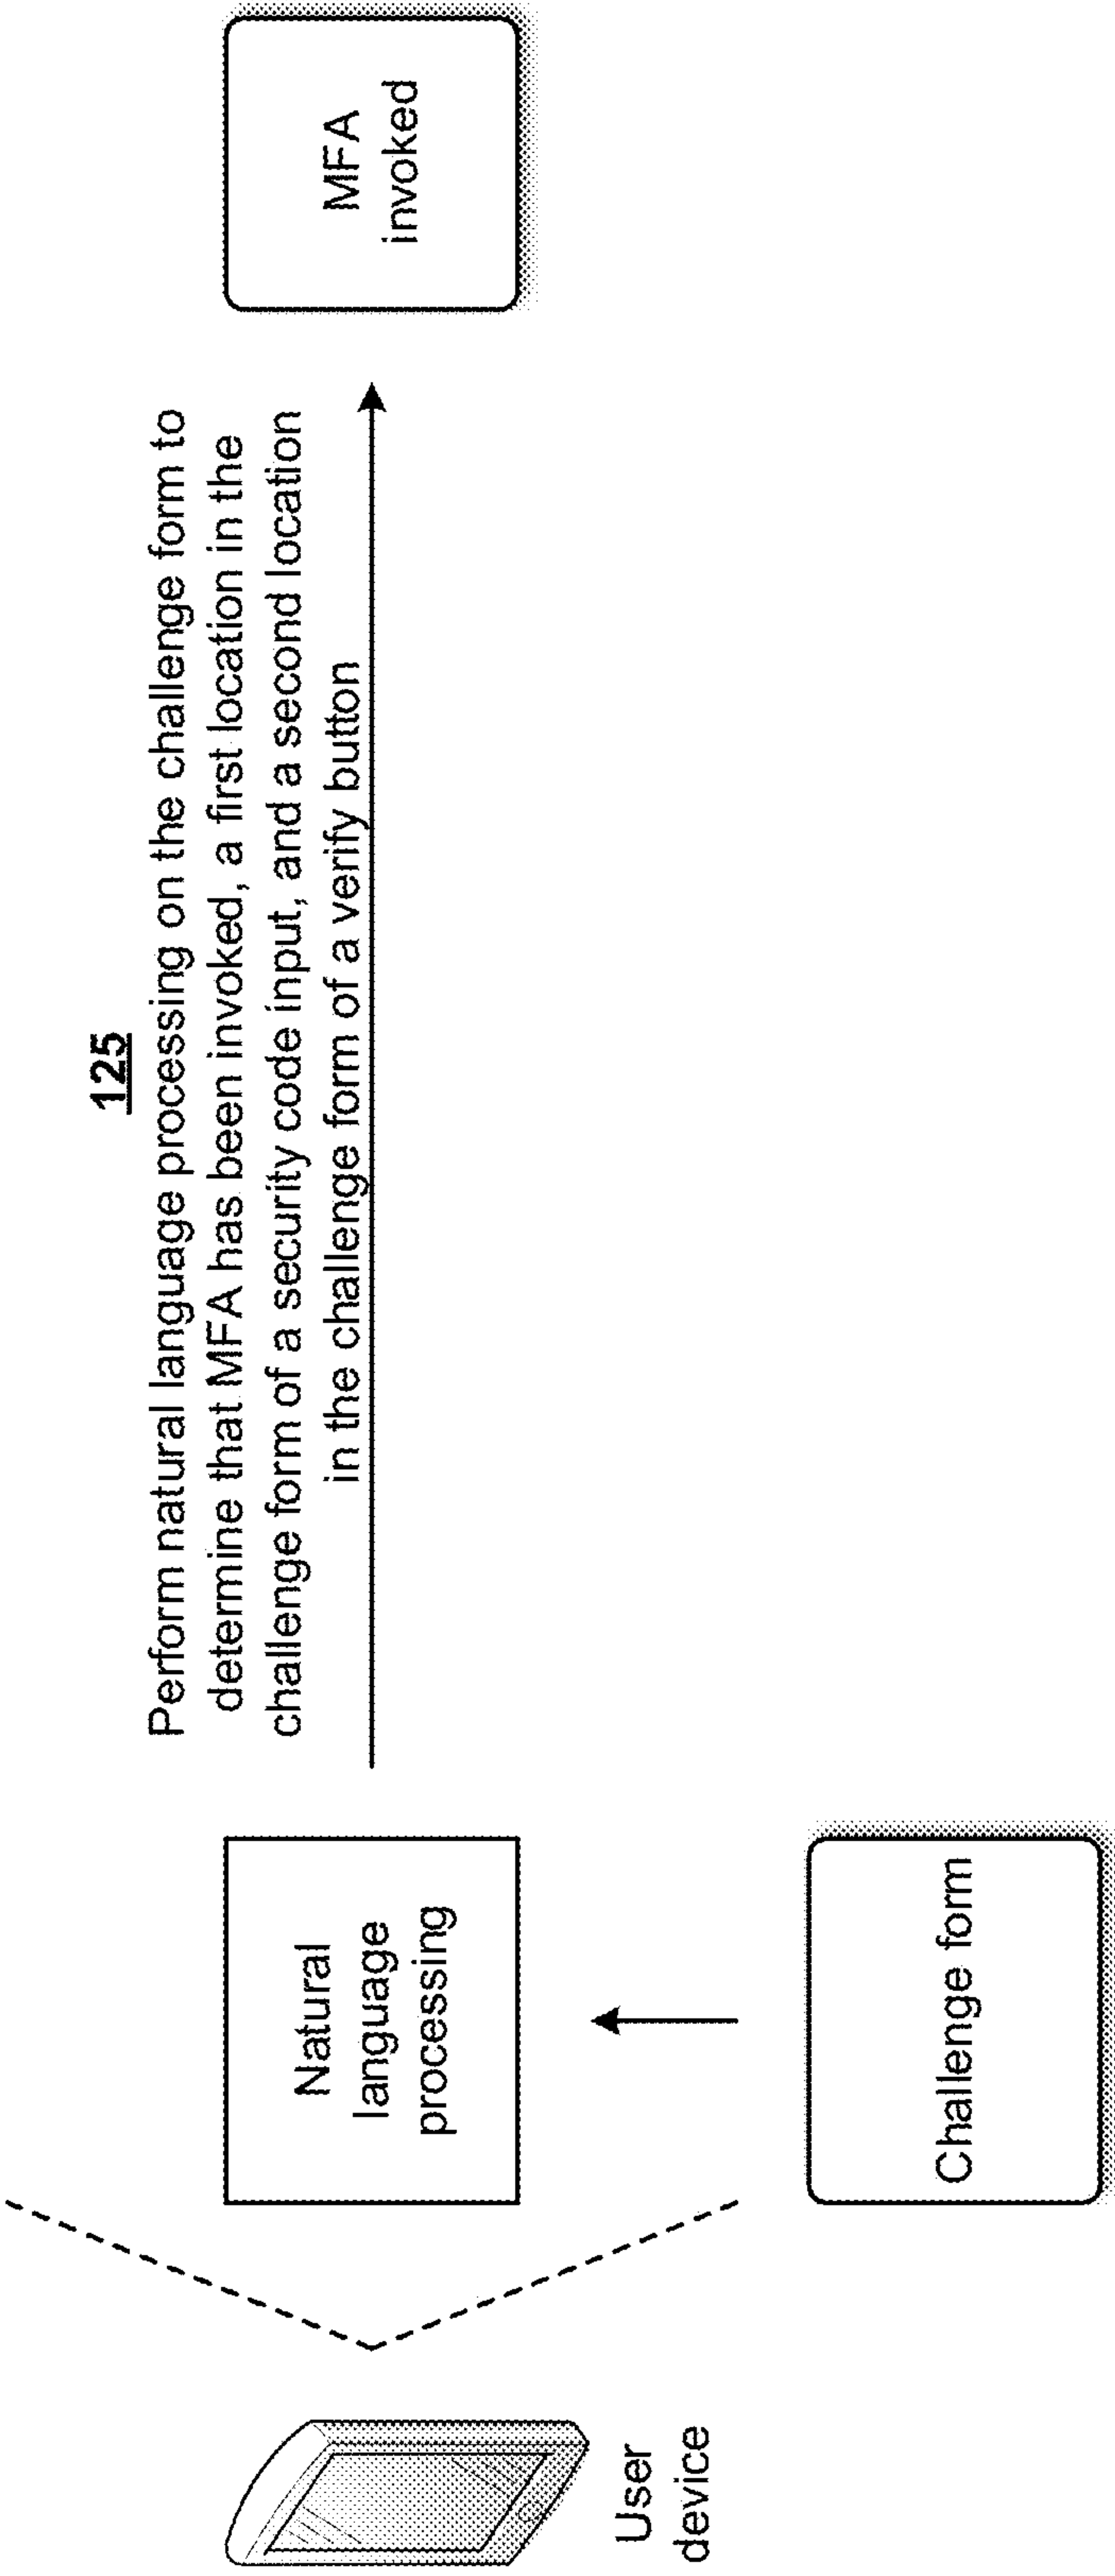 125
Perform natural language processing on the challenge form to
determine that MFA has been invoked, a first location in the
challenge form of a security code input, and a second location
in the challenge form of a verify button
User
device
Natural
language
processing
MFA
invoked
Challenge form